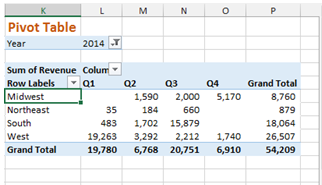 K L M N O P
Pivot Table
Year 2014
Sum of Revenue Colum
Row Labels Q1 Q2 Q3 Q4 Grand Total
Midwest 1,590 2,000 5,170 8,760
Northeast 35 184 660 879
South 483 1,702 15,879 18,064
West 19,263 3,292 2,212 1,740 26,507
Grand Total 19,780 6,768 20,751 6,910 54,209